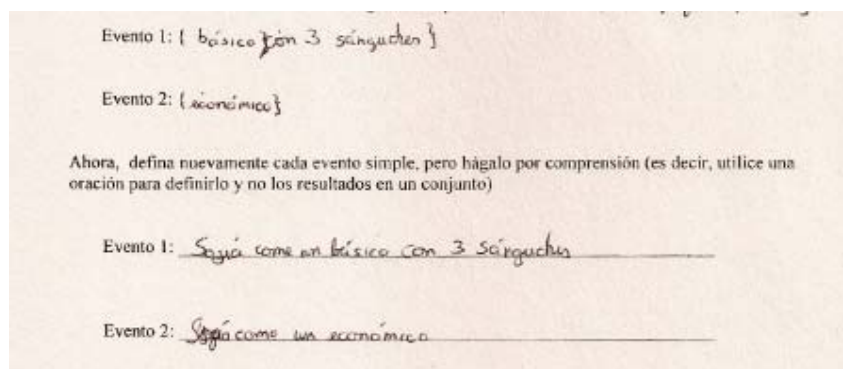 Evento 1: { básico con 3 sánguches }
Evento 2: { económico }
Ahora, defina nuevamente cada evento simple, pero hágalo por comprensión (es decir, utilice una
oración para definirlo y no los resultados en un conjunto)
Evento 1: come un básico con 3 sánguches
Evento 2: come un económico